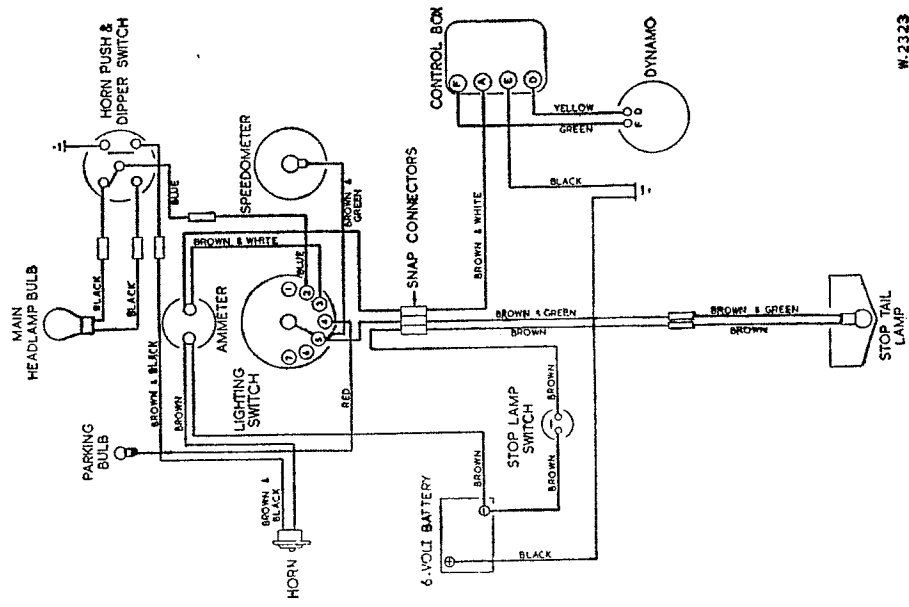 W.2323
HORN PUSH &
DIPPER SWITCH
CONTROL BOX
F
A
E
D
DYNAMO
D
F
YELLOW
GREEN
SPEEDOMETER
BLUE
BROWN &
GREEN
BLACK
BROWN & WHITE
SNAP CONNECTORS
BROWN & WHITE
MAIN
HEADLAMP BULB
BLACK
BLACK
AMMETER
BLUE
1
2
3
4
5
6
7
LIGHTING
SWITCH
BROWN & GREEN
BROWN
BROWN & GREEN
BROWN
STOP TAIL
LAMP
BROWN & BLACK
BROWN
RED
PARKING
BULB
BROWN
STOP LAMP
SWITCH
BROWN
BROWN
BROWN &
BLACK
HORN
6.VOLT BATTERY
BLACK